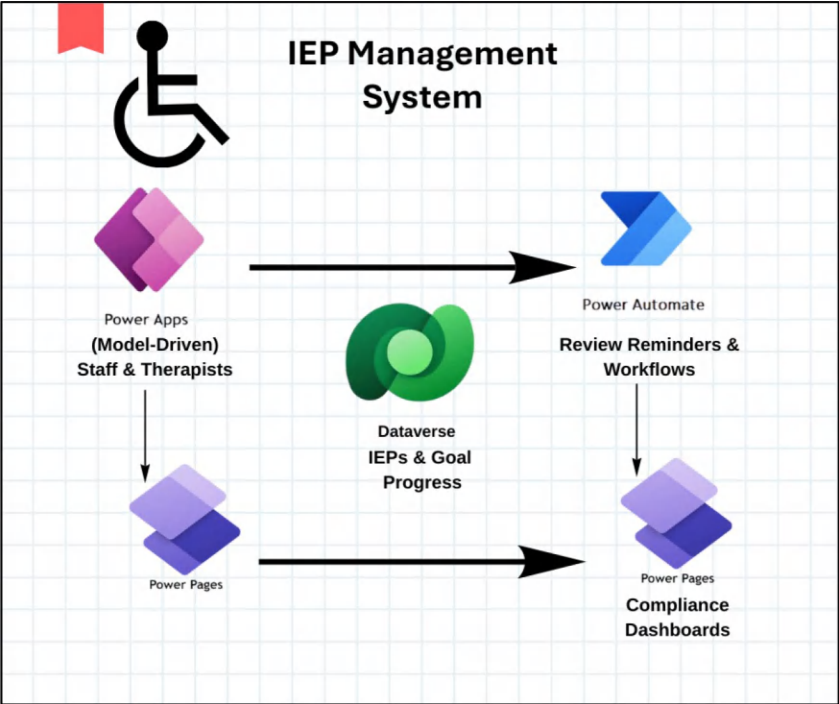 IEP Management
System
Power Apps
(Model-Driven)
Staff & Therapists
Power Automate
Review Reminders &
Workflows
Dataverse
IEPs & Goal
Progress
Power Pages
Power Pages
Compliance
Dashboards